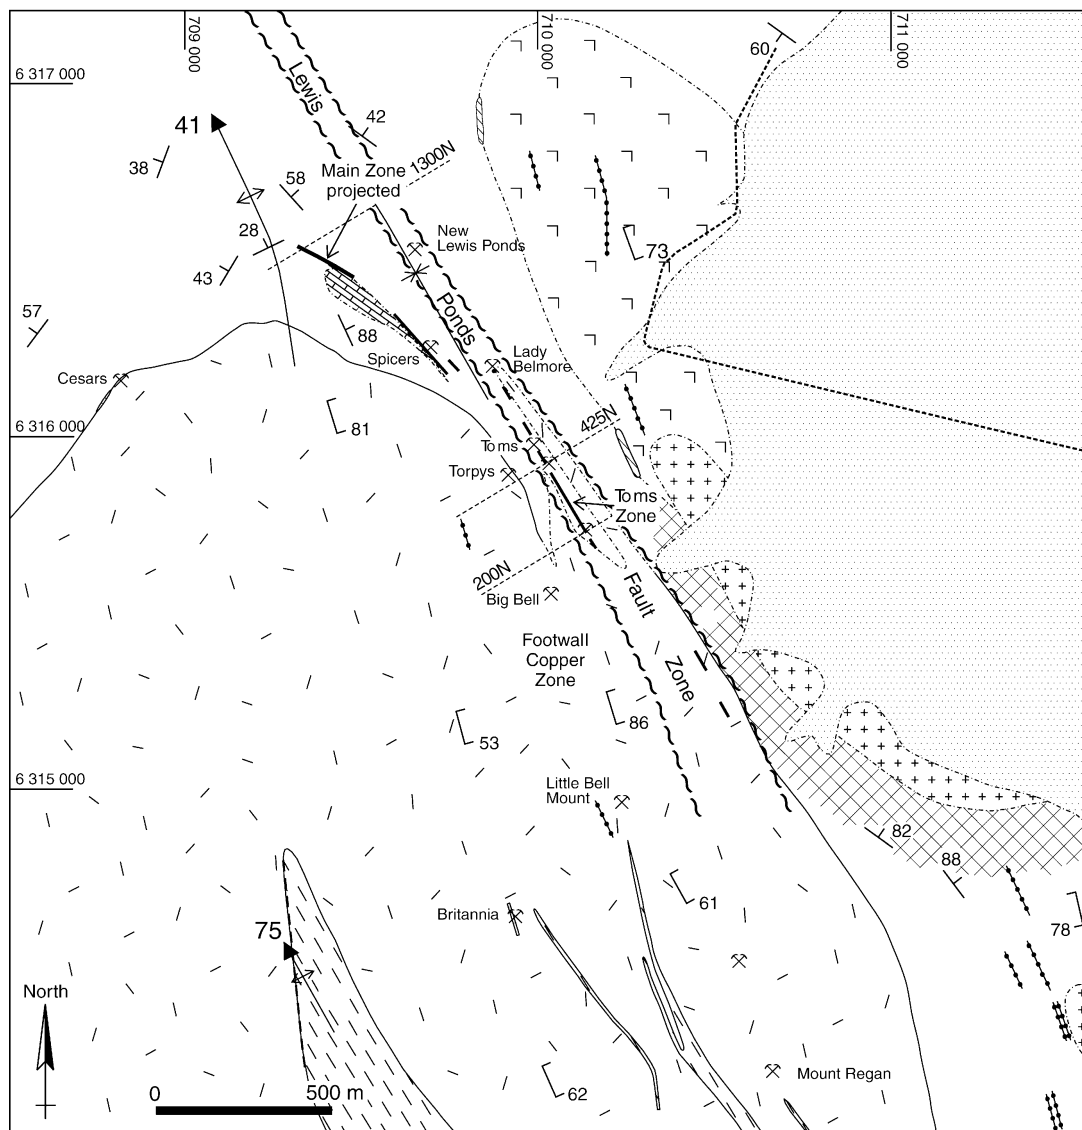 709 000
710 000
711 000
60
6 317 000
Lewis
42
41
38
1300N
Main Zone
projected
58
28
43
New
Lewis Ponds
73
57
Ponds
88
Spicers
Lady
Belmore
Cesars
81
6 316 000
425N
Toms
Torpys
Toms
Zone
200N
Big Bell
Fault
Footwall
Copper
Zone
Zone
86
53
6 315 000
Little Bell
Mount
82
88
61
Britannia
78
75
North
0
500 m
62
Mount Regan